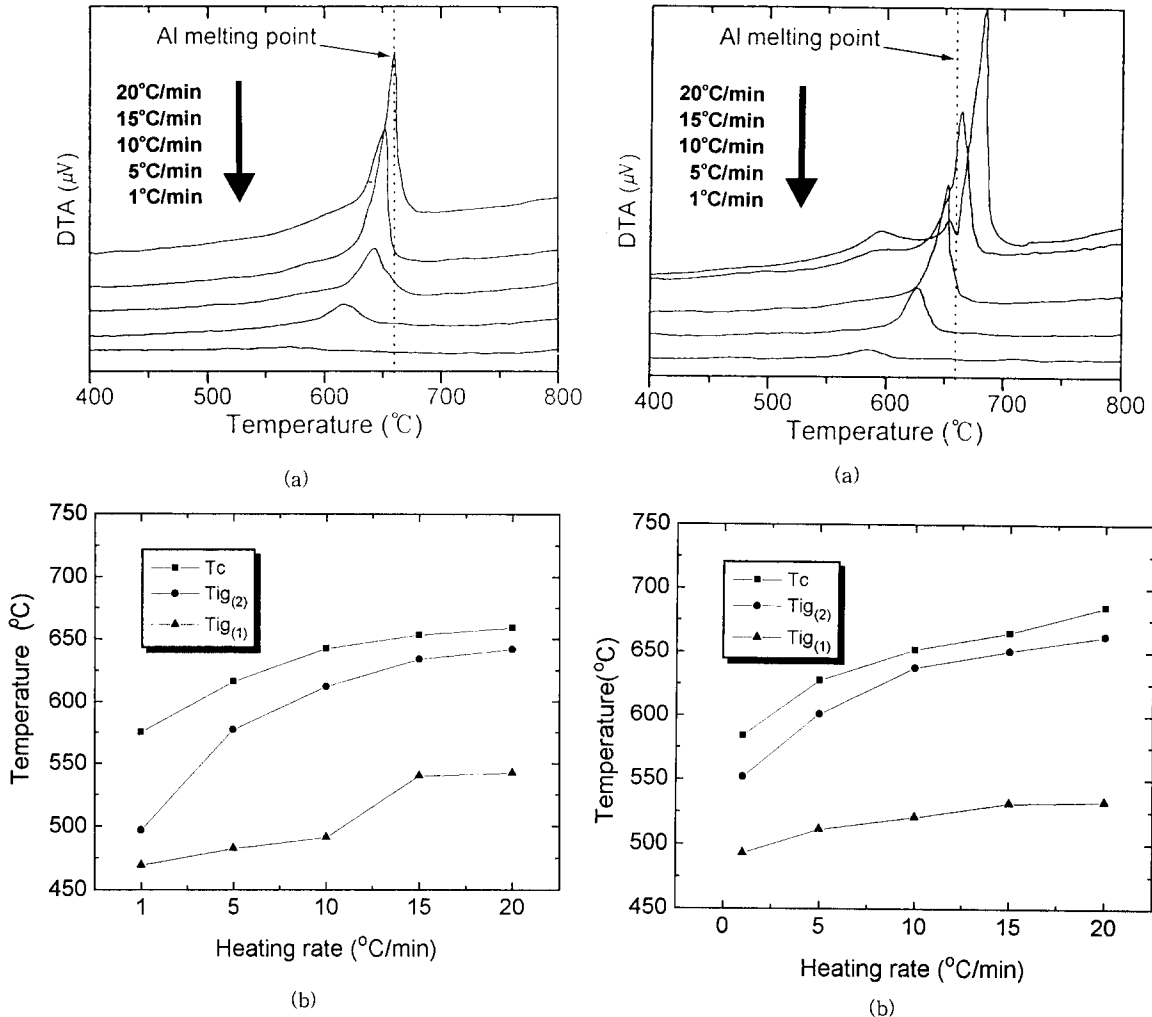 Al melting point
20°C/min
15°C/min
10°C/min
5°C/min
1°C/min
DTA (μV)
400 500 600 700 800
Temperature (℃)
(a)
Al melting point
20°C/min
15°C/min
10°C/min
5°C/min
1°C/min
DTA (μV)
400 500 600 700 800
Temperature (℃)
(a)
750
700
650
600
550
500
450
Temperature (°C)
Tc
Tig(2)
Tig(1)
1 5 10 15 20
Heating rate (°C/min)
(b)
750
700
650
600
550
500
450
Temperature(°C)
Tc
Tig(2)
Tig(1)
0 5 10 15 20
Heating rate (°C/min)
(b)